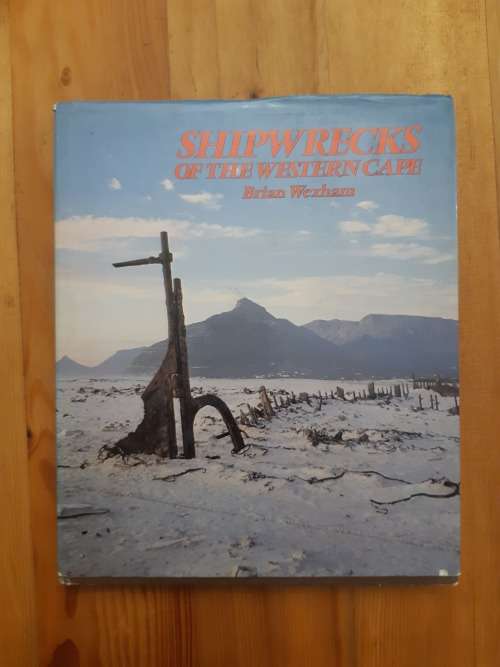 SHIPWRECKS
OF THE WESTERN CAPE
Brian Wexham